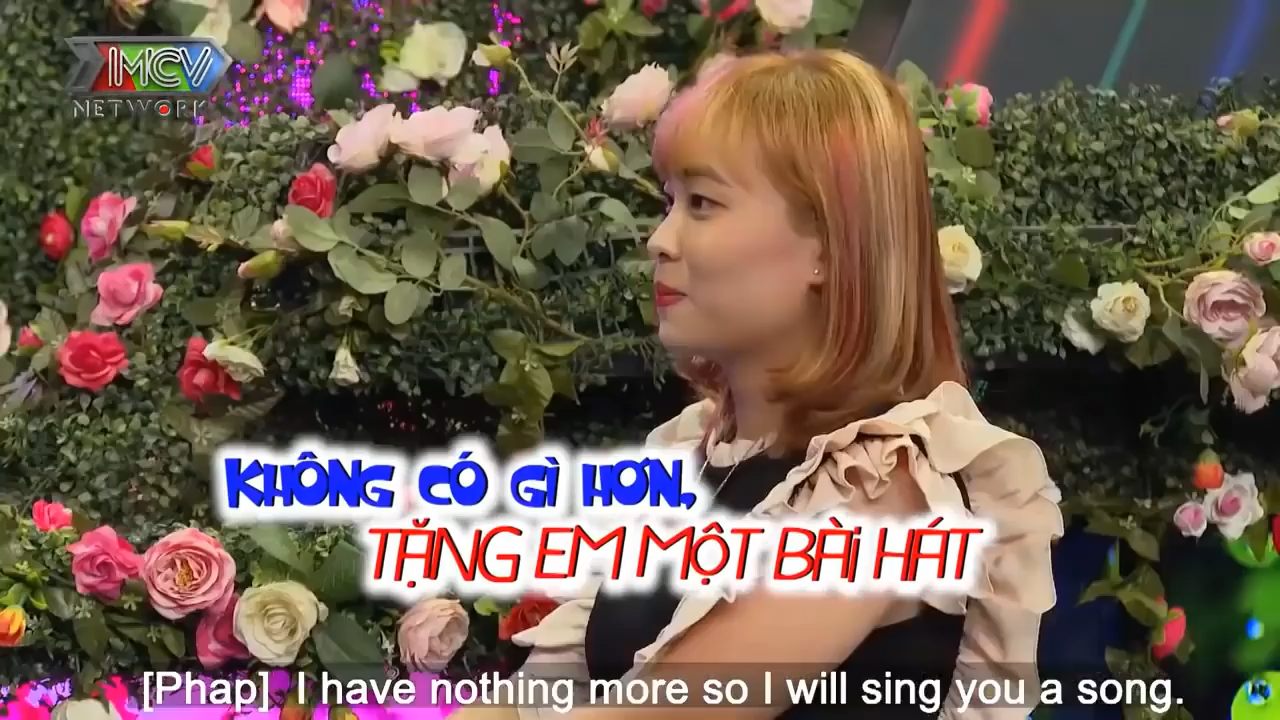 MCV
NETWORK
KHÔNG CÓ GÌ HƠN,
TẶNG EM MỘT BÀI HÁT
[Phap] I have nothing more so I will sing you a song.